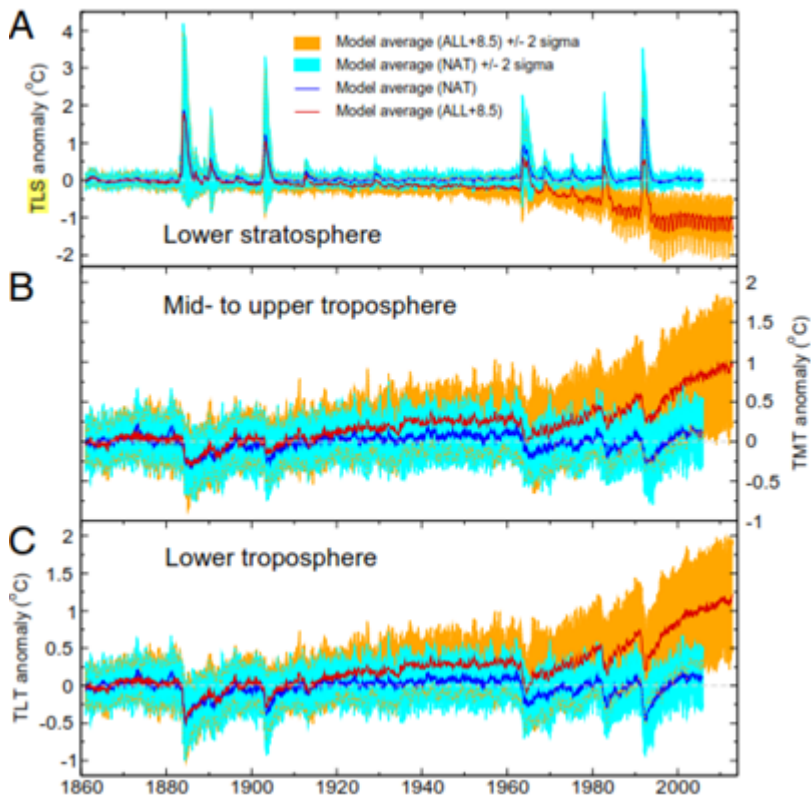 A
TLS anomaly (°C)
4
3
2
1
0
-1
-2
Model average (ALL+8.5) +/- 2 sigma
Model average (NAT) +/- 2 sigma
Model average (NAT)
Model average (ALL+8.5)
Lower stratosphere
B
Mid- to upper troposphere
2
1.5
1
0.5
0
-0.5
-1
TMT anomaly (°C)
C
Lower troposphere
TLT anomaly (°C)
2
1.5
1
0.5
0
-0.5
-1
1860 1880 1900 1920 1940 1960 1980 2000